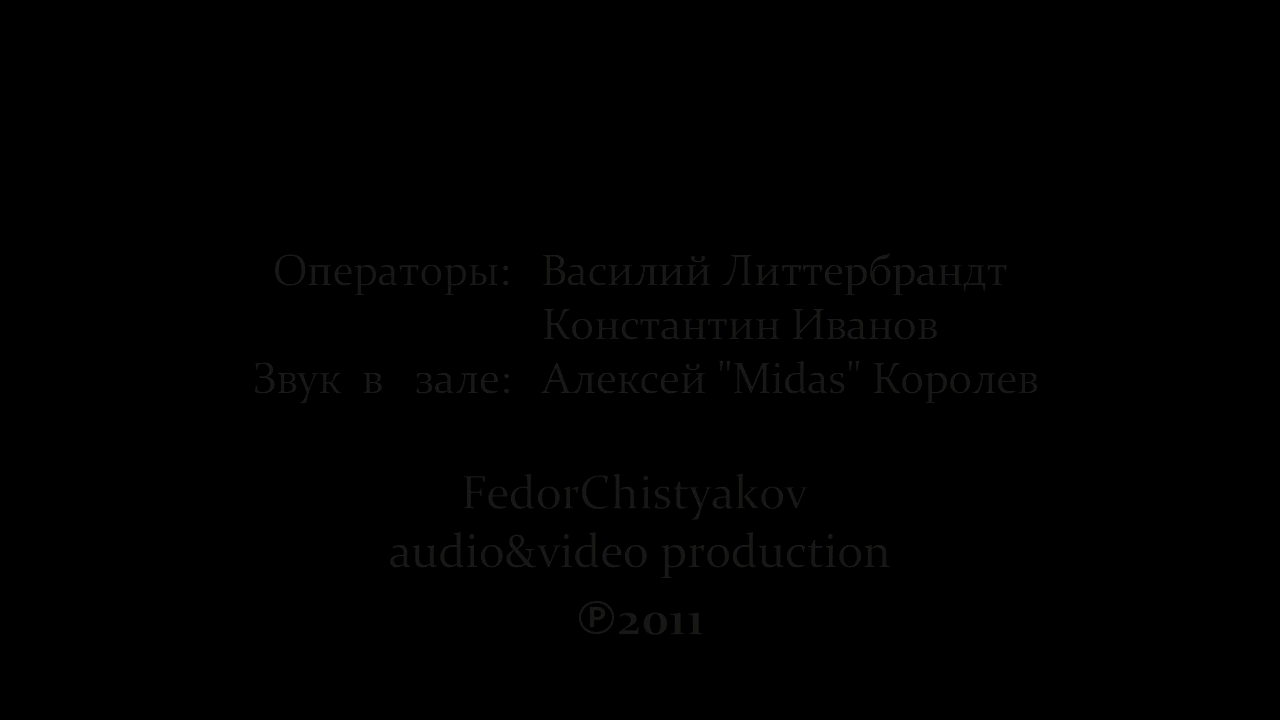 Операторы: Василий Литтербрандт
Константин Иванов
Звук в зале: Алексей "Midas" Королев
FedorChistyakov
audio&video production
℗2011